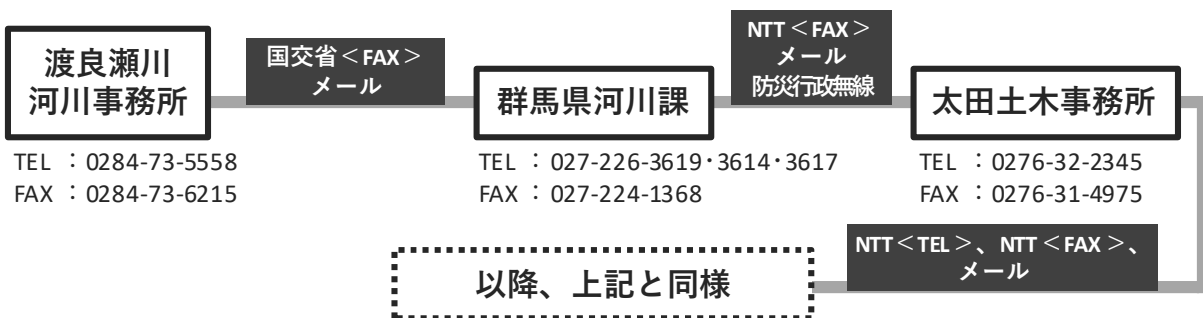 渡良瀬川
河川事務所
国交省＜FAX＞
メール
群馬県河川課
NTT＜FAX＞
メール
防災行政無線
太田土木事務所
TEL ：0284-73-5558
FAX ：0284-73-6215
TEL ：027-226-3619･3614･3617
FAX ：027-224-1368
TEL ：0276-32-2345
FAX ：0276-31-4975
NTT＜TEL＞、NTT＜FAX＞、
メール
以降、上記と同様